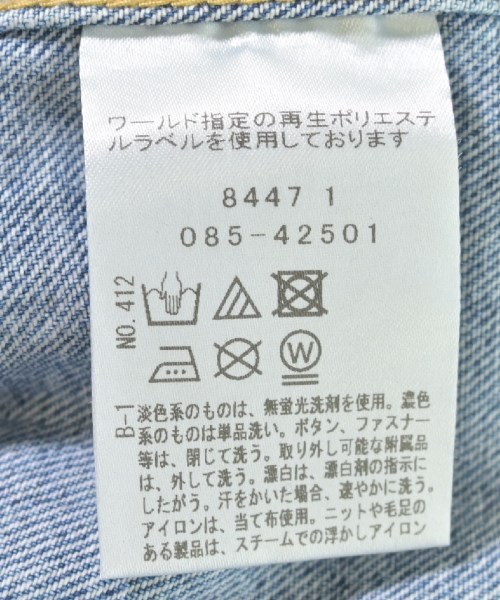 ワールド指定の再生ポリエステ
ルラベルを使用しております
8447 1
085-42501
NO. 412
W
B-1
淡色系のものは、無蛍光洗剤を使用。濃色
系のものは単品洗い。ボタン、ファスナー
等は、閉じて洗う。取り外し可能な附属品
は、外して洗う。漂白は、漂白剤の指示に
したがう。汗をかいた場合、速やかに洗う。
アイロンは、当て布使用。ニットや毛足の
ある製品は、スチームでの浮かしアイロン